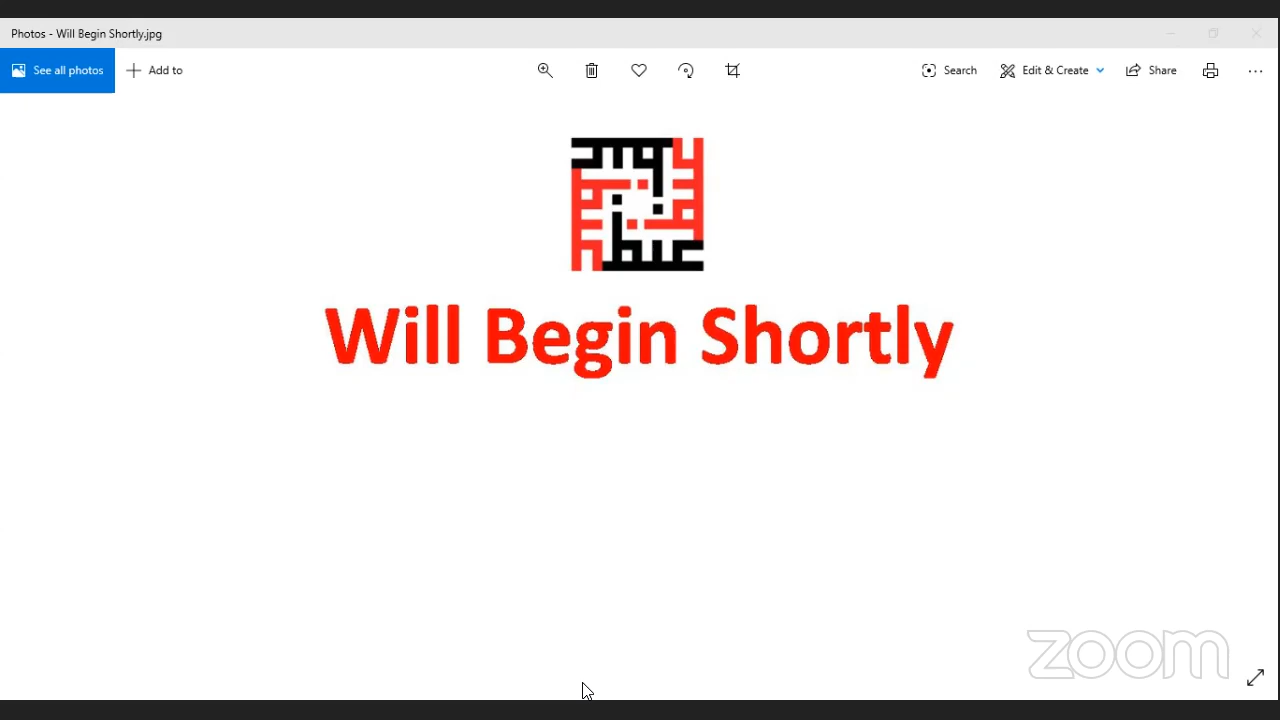 Photos - Will Begin Shortly.jpg
See all photos
Add to
Search
Edit & Create
Share
Will Begin Shortly
zoom